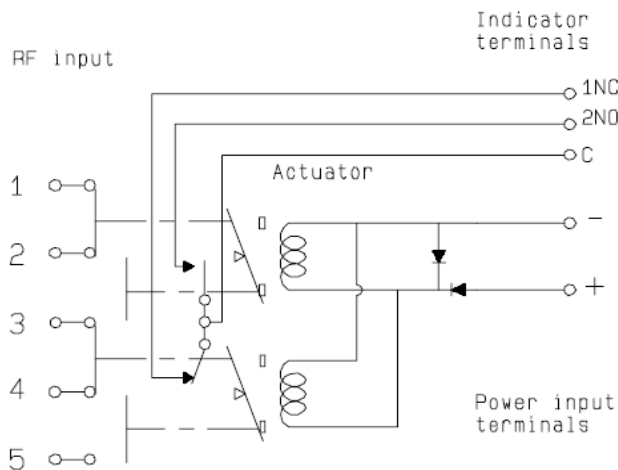 Indicator
terminals
RF input
1NC
2NO
C
Actuator
1
2
3
4
5
-
+
Power input
terminals